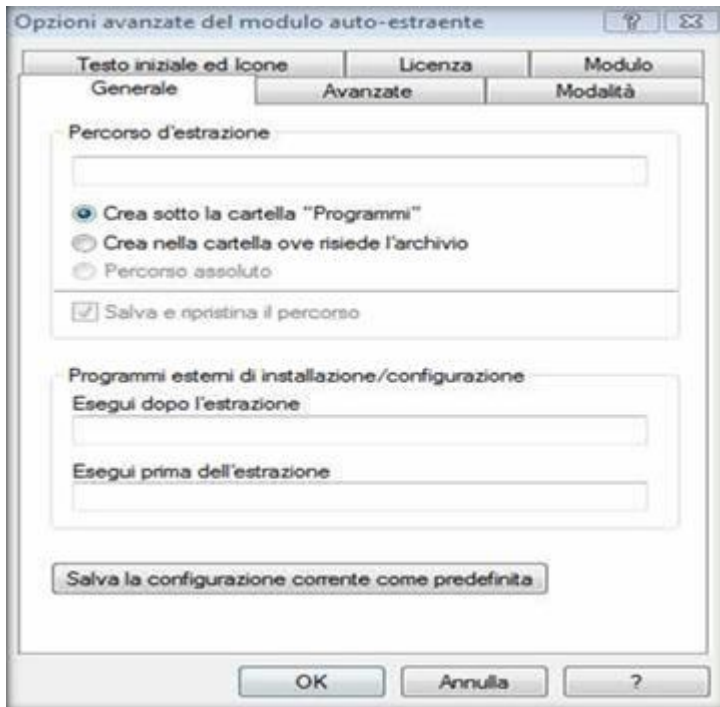 Opzioni avanzate del modulo auto-estraente
Testo iniziale ed Icone Licenza Modulo
Generale Avanzate Modalità
Percorso d'estrazione
Crea sotto la cartella "Programmi"
Crea nella cartella ove risiede l'archivio
Percorso assoluto
Salva e ripristina il percorso
Programmi esterni di installazione/configurazione
Esegui dopo l'estrazione
Esegui prima dell'estrazione
Salva la configurazione corrente come predefinita
OK Annulla ?